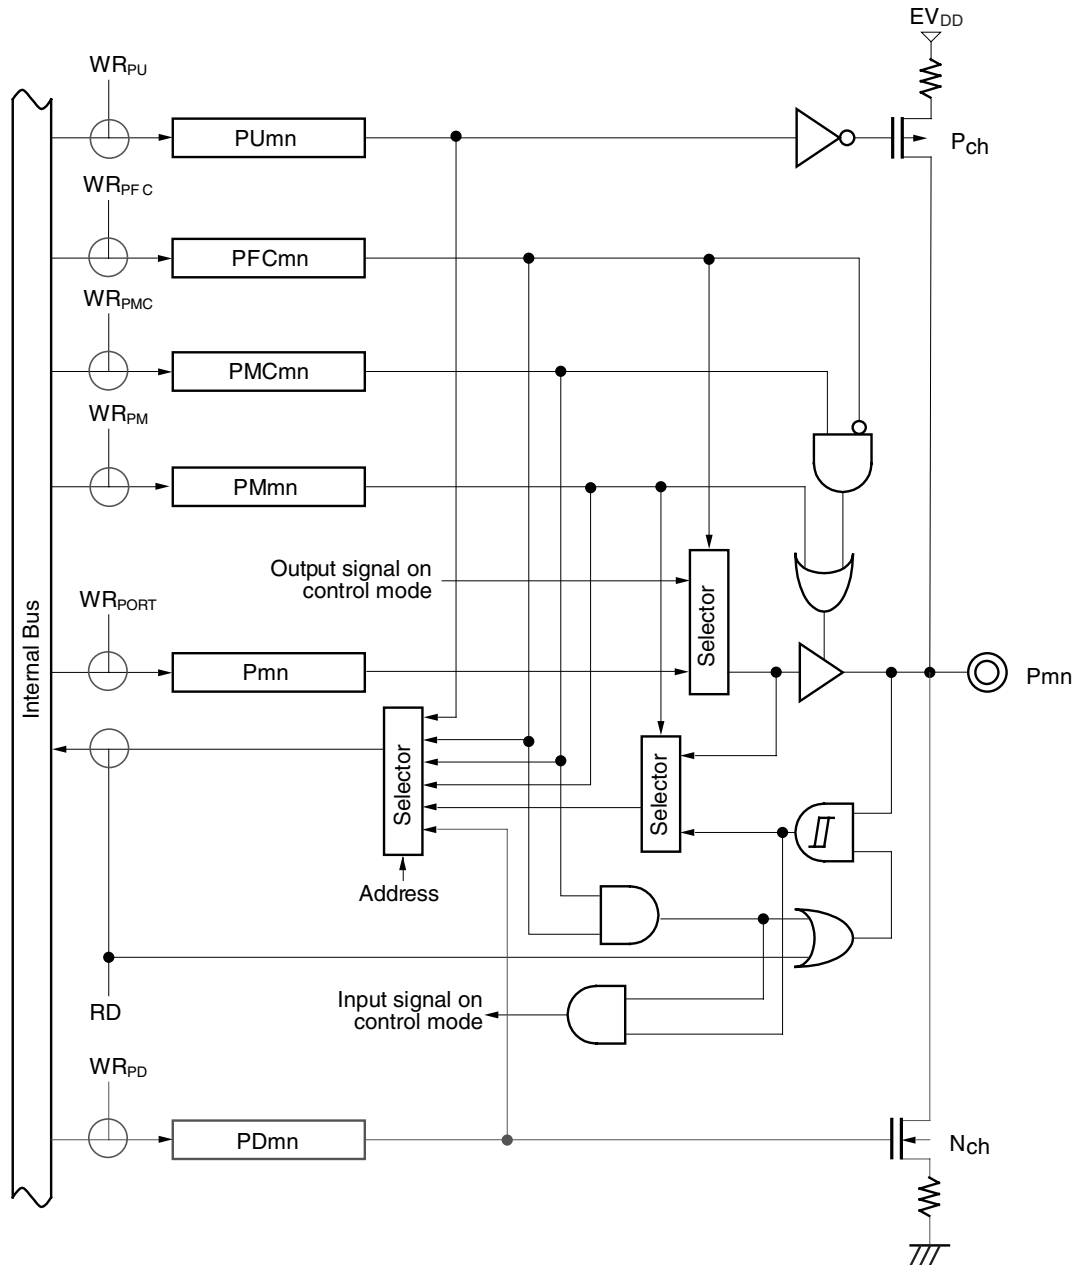 EVDD
WRPU
PUmn
Pch
WRPFC
PFCmn
WRPMC
PMCmn
WRPM
PMmn
Output signal on
control mode
Selector
WRPORT
Pmn
Pmn
Internal Bus
Selector
Selector
Address
RD
Input signal on
control mode
WRPD
PDmn
Nch